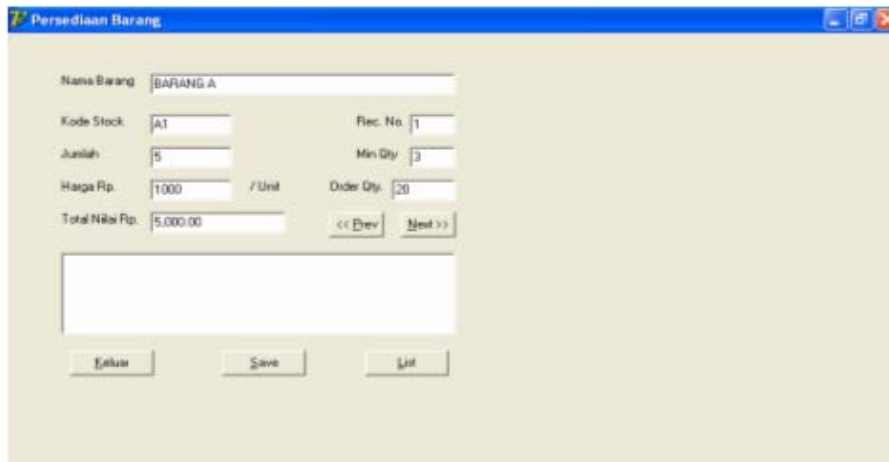 Persediaan Barang
Nama Barang BARANG A
Kode Stock A1 Rec. No. 1
Jumlah 5 Min Qty 3
Harga Rp. 1000 / Unit Order Qty. 20
Total Nilai Rp. 5,000.00 << Prev Next >>
Keluar Save List